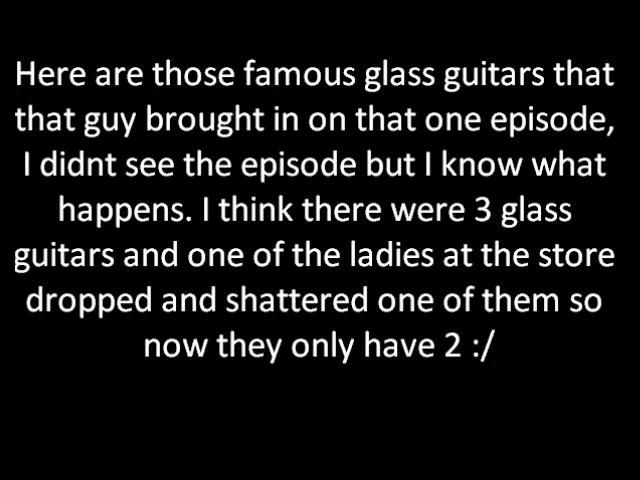 Here are those famous glass guitars that
that guy brought in on that one episode,
I didnt see the episode but I know what
happens. I think there were 3 glass
guitars and one of the ladies at the store
dropped and shattered one of them so
now they only have 2 :/